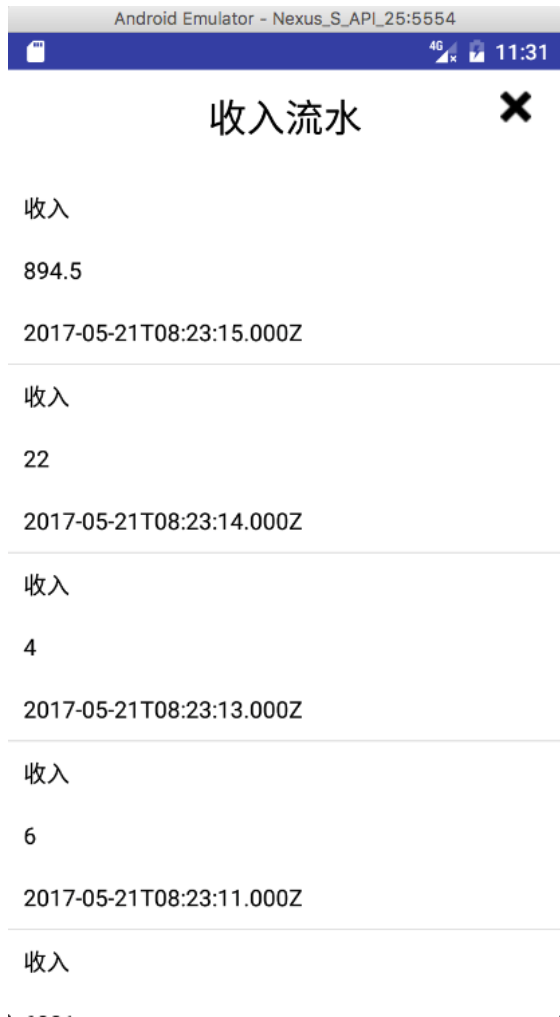 Android Emulator - Nexus_S_API_25:5554
4G 11:31
收入流水
收入
894.5
2017-05-21T08:23:15.000Z
收入
22
2017-05-21T08:23:14.000Z
收入
4
2017-05-21T08:23:13.000Z
收入
6
2017-05-21T08:23:11.000Z
收入